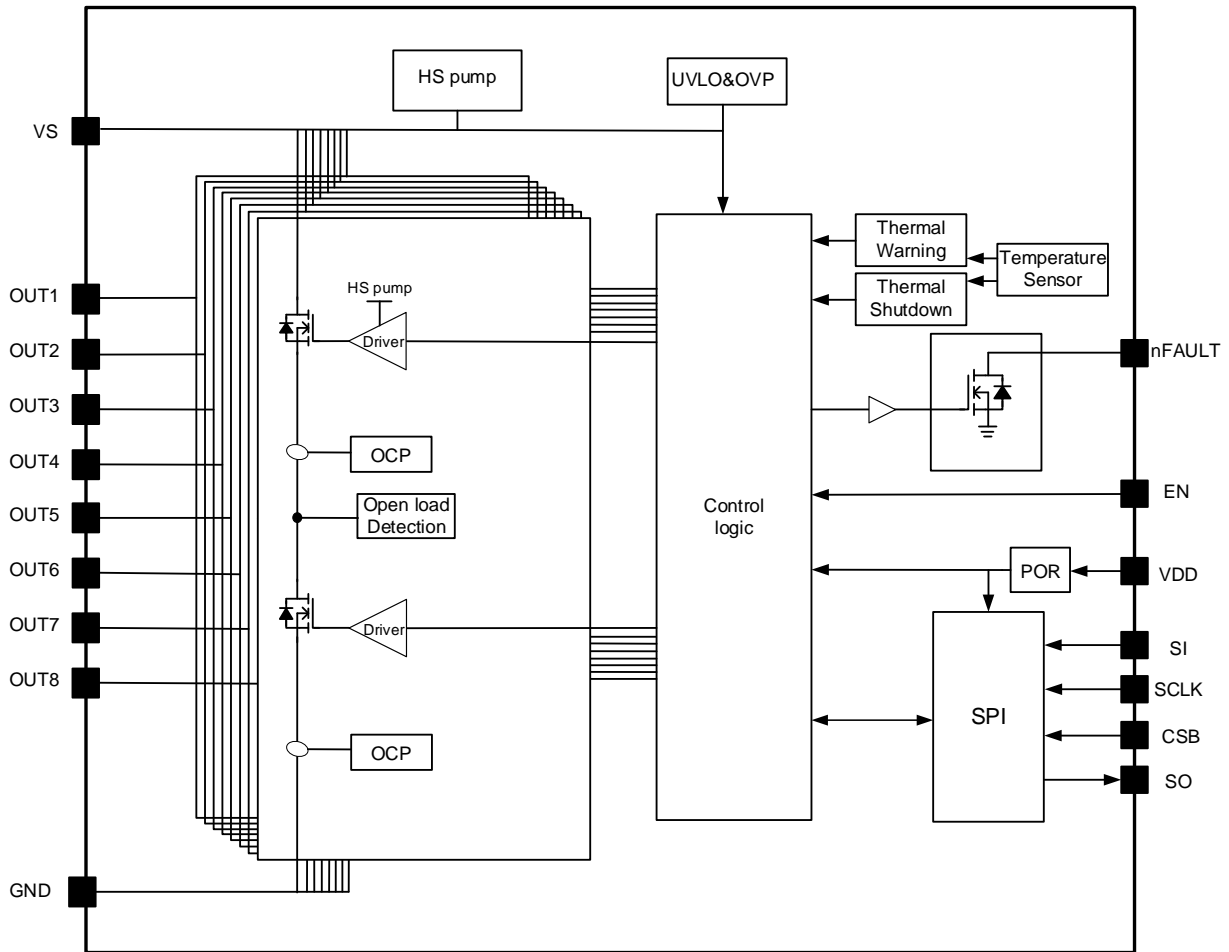 HS pump
UVLO&OVP
VS
Thermal
Warning
Temperature
Sensor
Thermal
Shutdown
HS pump
Driver
OUT1
OUT2
OUT3
OUT4
OUT5
OUT6
OUT7
OUT8
GND
OCP
Open load
Detection
Driver
OCP
Control
logic
nFAULT
EN
POR
VDD
SPI
SI
SCLK
CSB
SO